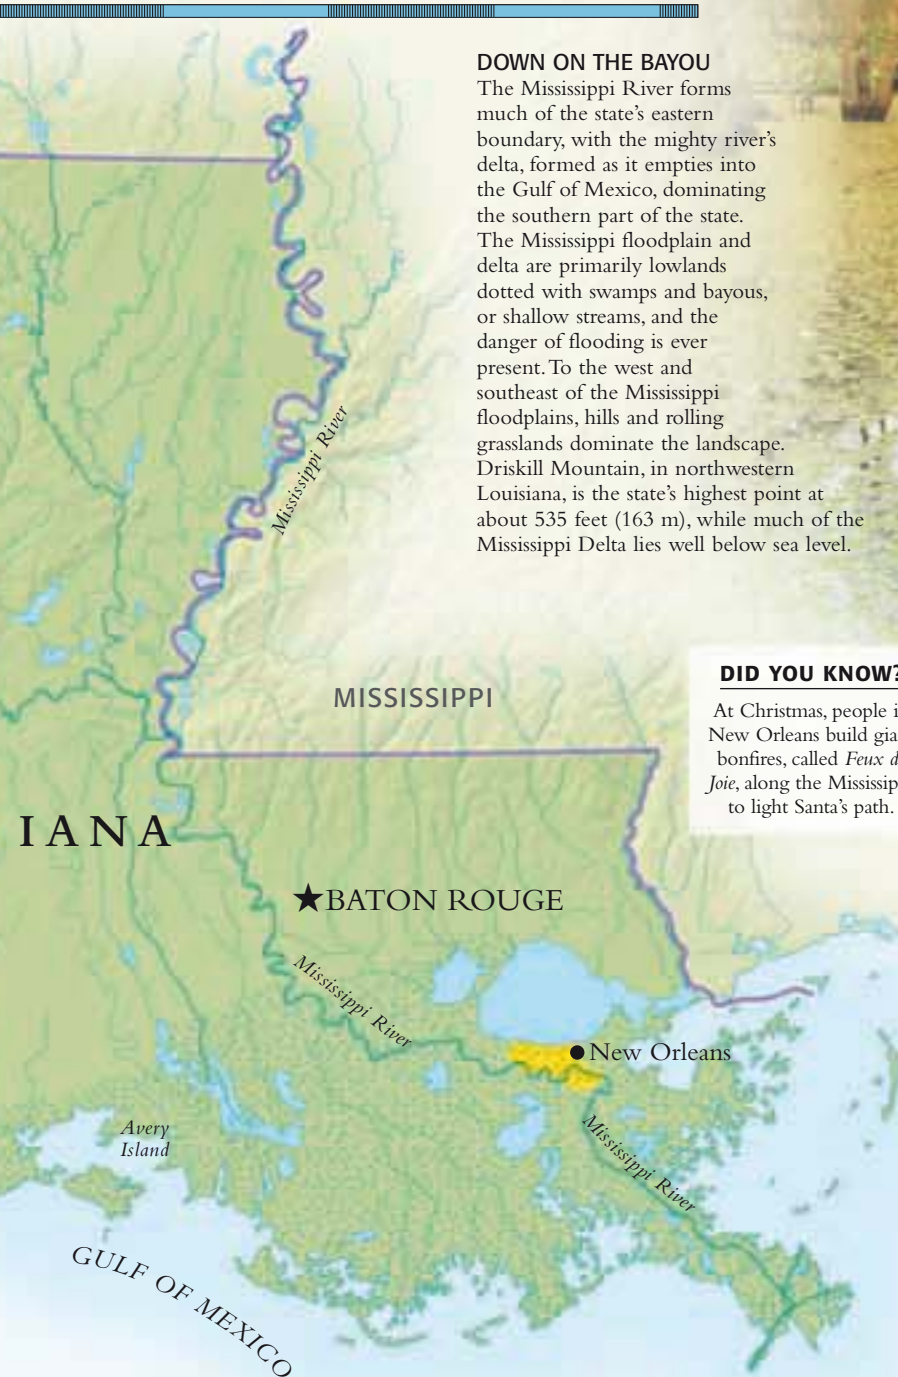 DOWN ON THE BAYOU
The Mississippi River forms
much of the state's eastern
boundary, with the mighty river's
delta, formed as it empties into
the Gulf of Mexico, dominating
the southern part of the state.
The Mississippi floodplain and
delta are primarily lowlands
dotted with swamps and bayous,
or shallow streams, and the
danger of flooding is ever
present. To the west and
southeast of the Mississippi
floodplains, hills and rolling
grasslands dominate the landscape.
Driskill Mountain, in northwestern
Louisiana, is the state's highest point at
about 535 feet (163 m), while much of the
Mississippi Delta lies well below sea level.
Mississippi River
MISSISSIPPI
DID YOU KNOW?
At Christmas, people i
New Orleans build gia
bonfires, called Feux d
Joie, along the Mississip
to light Santa's path.
IANA
BATON ROUGE
Mississippi River
New Orleans
Avery
Island
Mississippi River
GULF OF MEXICO